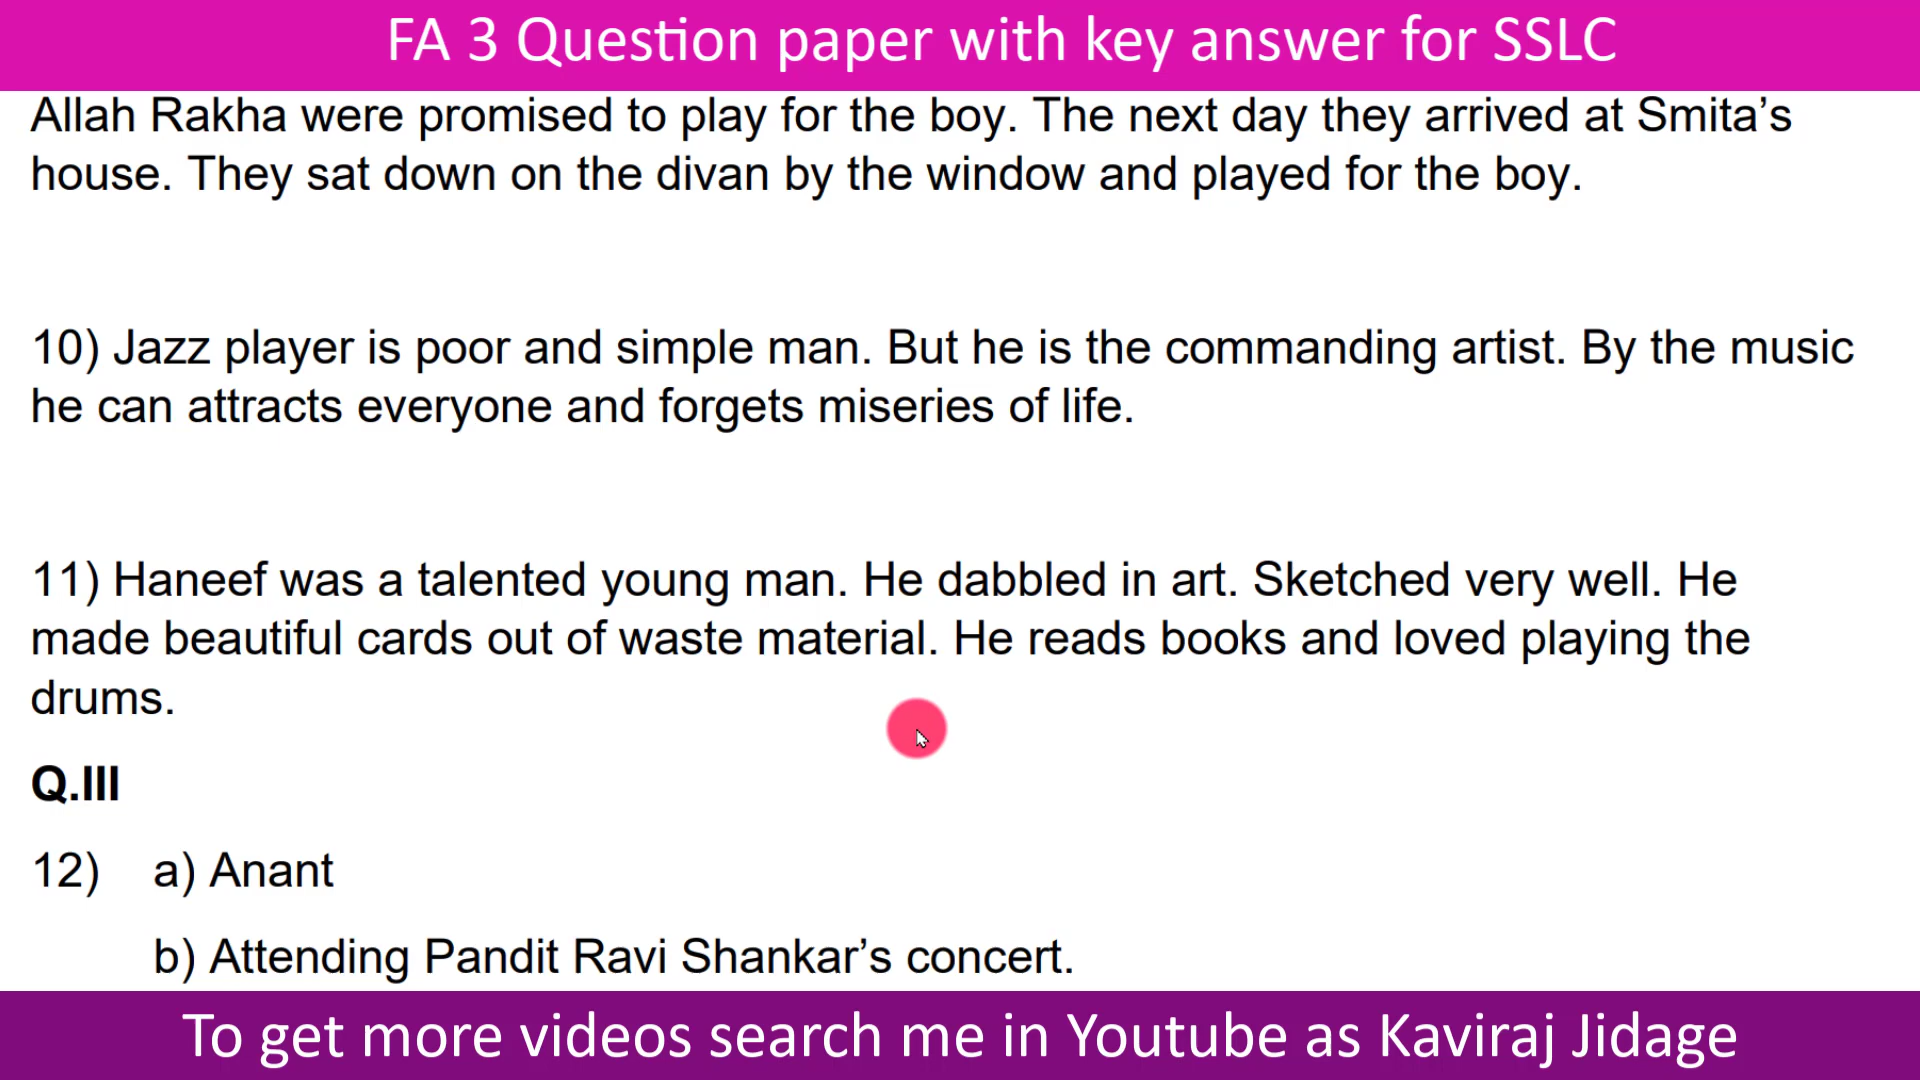 FA 3 Question paper with key answer for SSLC
Allah Rakha were promised to play for the boy. The next day they arrived at Smita’s
house. They sat down on the divan by the window and played for the boy.
10) Jazz player is poor and simple man. But he is the commanding artist. By the music
he can attracts everyone and forgets miseries of life.
11) Haneef was a talented young man. He dabbled in art. Sketched very well. He
made beautiful cards out of waste material. He reads books and loved playing the
drums.
Q.III
12) a) Anant
b) Attending Pandit Ravi Shankar’s concert.
To get more videos search me in Youtube as Kaviraj Jidage